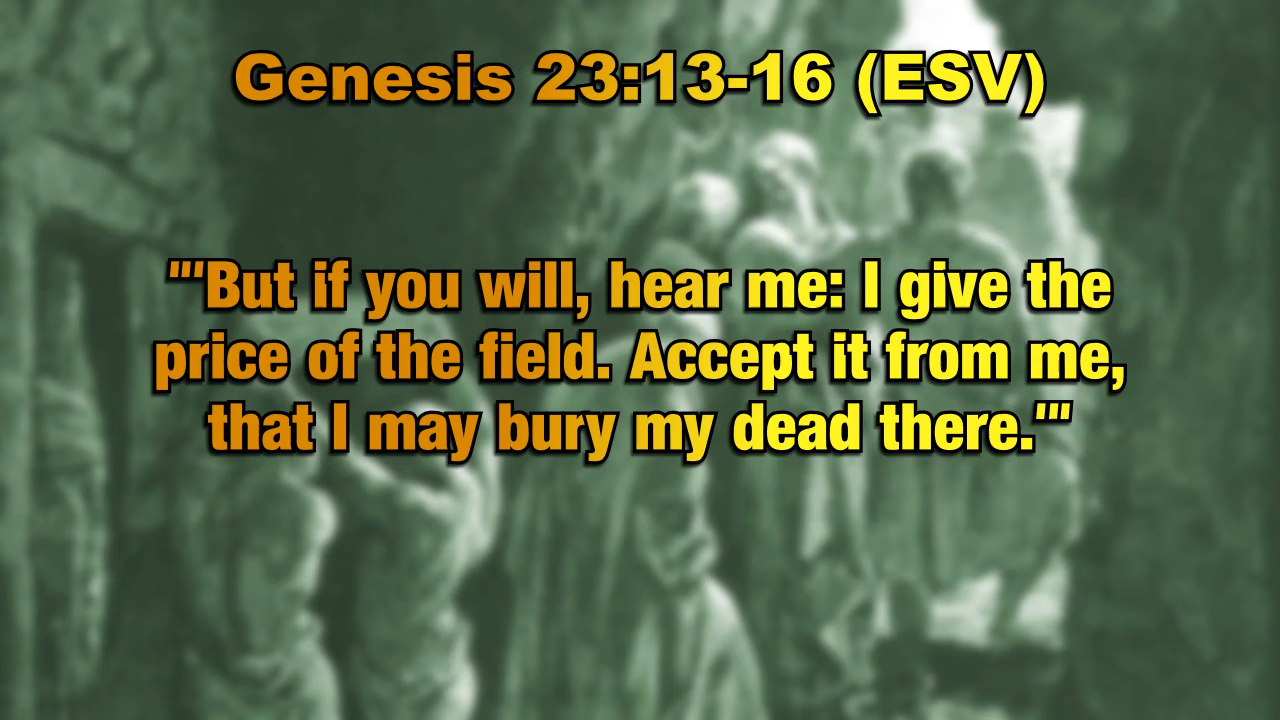 Genesis 23:13-16 (ESV)
"'But if you will, hear me: I give the
price of the field. Accept it from me,
that I may bury my dead there.'"